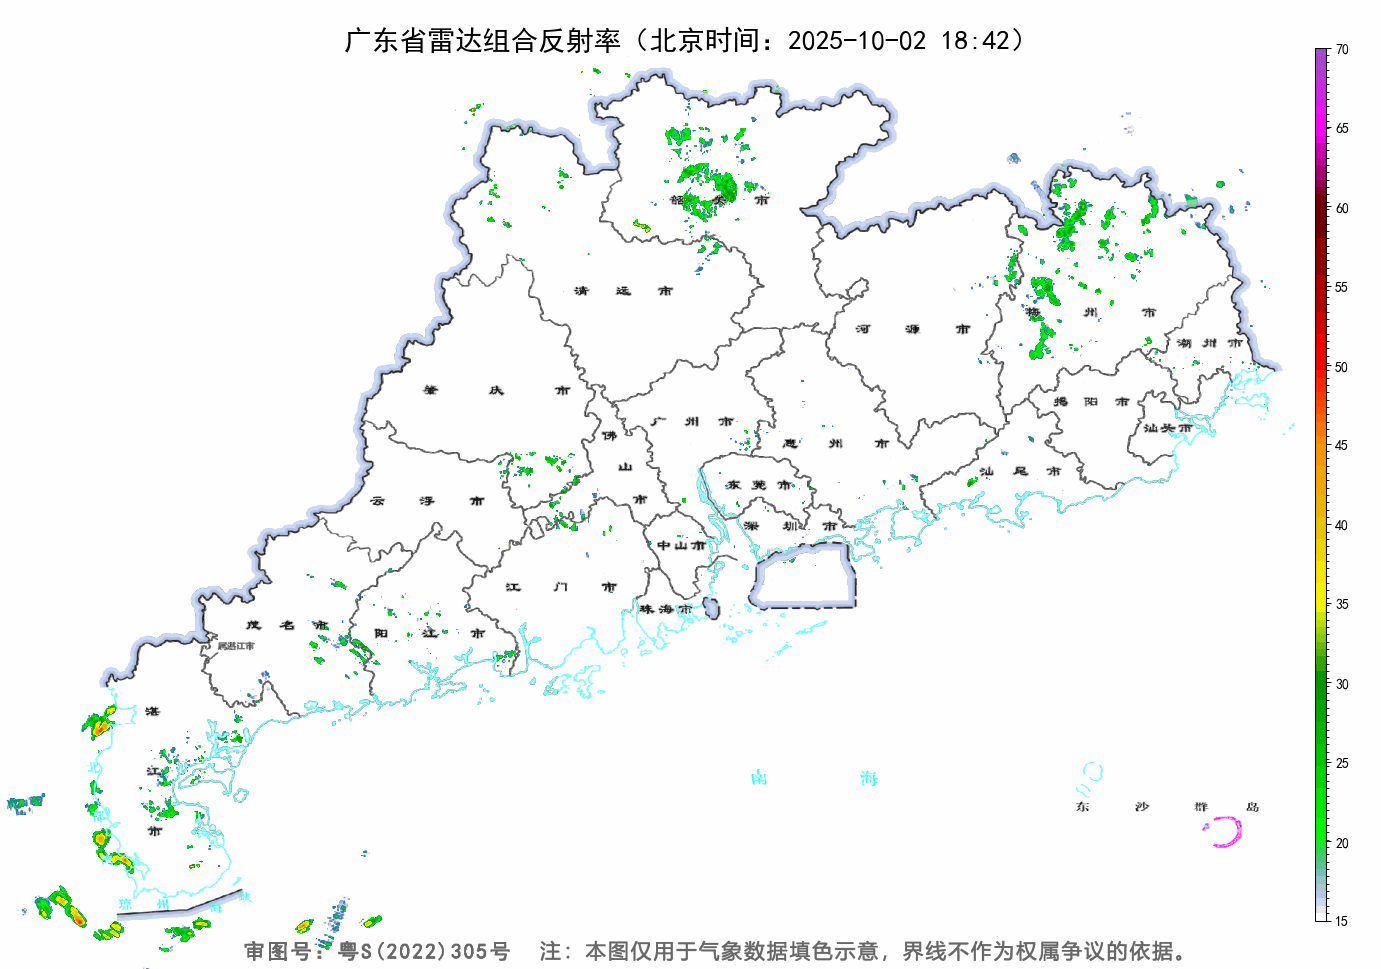 广东省雷达组合反射率（北京时间：2025-10-02 18:42）
70
65
60
55
50
45
40
35
30
25
20
15
韶关市
清远市
河源市
梅州市
潮州市
肇庆市
广州市
揭阳市
汕头市
佛山市
惠州市
汕尾市
云浮市
东莞市
深圳市
中山市
江门市
珠海市
茂名市
阳江市
属湛江市
湛江市
南海
东沙群岛
北部
琼州海峡
审图号：粤S(2022)305号 注：本图仅用于气象数据填色示意，界线不作为权属争议的依据。